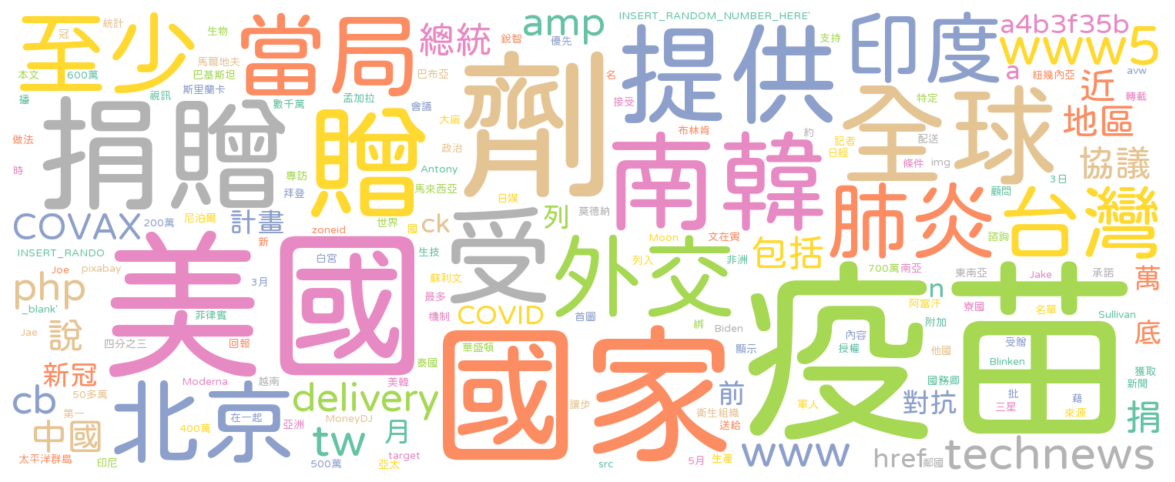 至少
冠
統計
生物
本文
600萬
播
視訊
當局
馬爾地夫
巴基斯坦
斯里蘭卡
數千萬
孟加拉
總統
巴布亞
amp
銳智
優先
會議
大廠
政治
INSERT_RANDOM_NUMBER_HERE'
提供
支持
名
接受
布林肯
約
印度
a4b3f35b
www5
a
近
紐幾內亞
avw
轉載
地區
特定
記者
日經
配送
條件
img
全球
顧問
3日
協議
做法
時
捐贈
贈
專訪
拜登
劑
Antony
馬來西亞
日媒
莫德納
南韓
肺炎
台灣
諮詢
COVAX
200萬
尼泊爾
計畫
新
zoneid
世界
國
ck
受
列
外交
Moon
文在寅
列入
非洲
包括
700萬
南亞
東南亞
Jake
承諾
萬
INSERT_RANDO
Joe
pixabay
php
_blank'
美國
白宮
3月
菲律賓
生技
蘇利文
最多
機制
COVID
首圖
綁
n
阿富汗
寮國
名單
附加
Sullivan
底
Jae
說
四分之三
回報
華盛頓
泰國
美韓
國家
Biden
顯示
內容
授權
他國
疫苗
受贈
Blinken
獲取
新聞
新冠
Moderna
越南
50多萬
cb
第一
北京
在一起
亞洲
delivery
MoneyDJ
讓步
前
衛生組織
送給
軍人
國務卿
對抗
批
三星
藉
來源
捐
中國
400萬
tw
月
太平洋群島
印尼
500萬
亞太
target
src
5月
生產
www
href
鄰國
technews